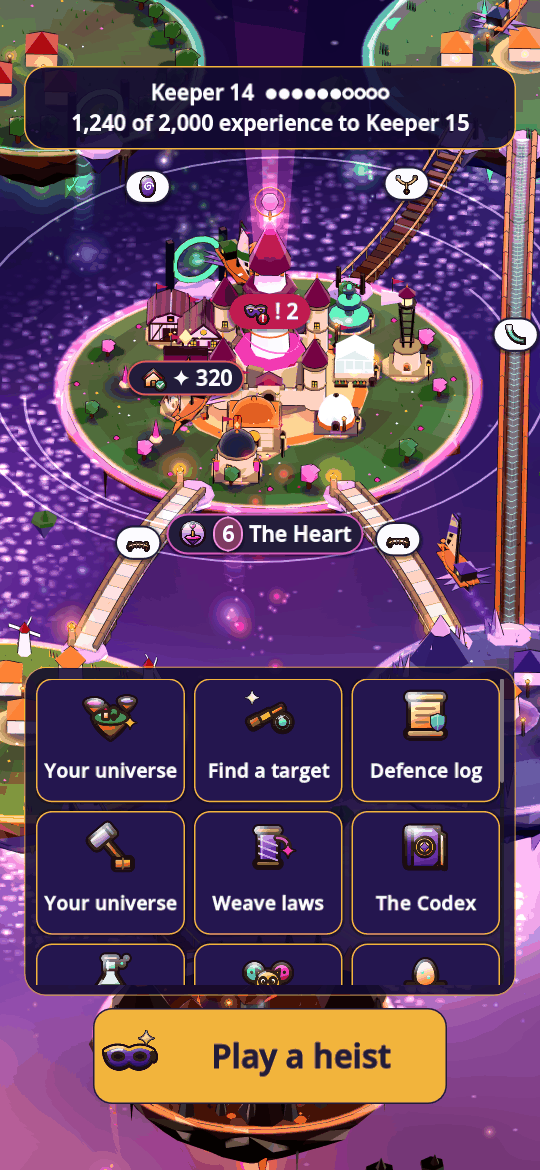 Keeper 14
1,240 of 2,000 experience to Keeper 15
! 2
320
6 The Heart
Your universe
Find a target
Defence log
Your universe
Weave laws
The Codex
Play a heist